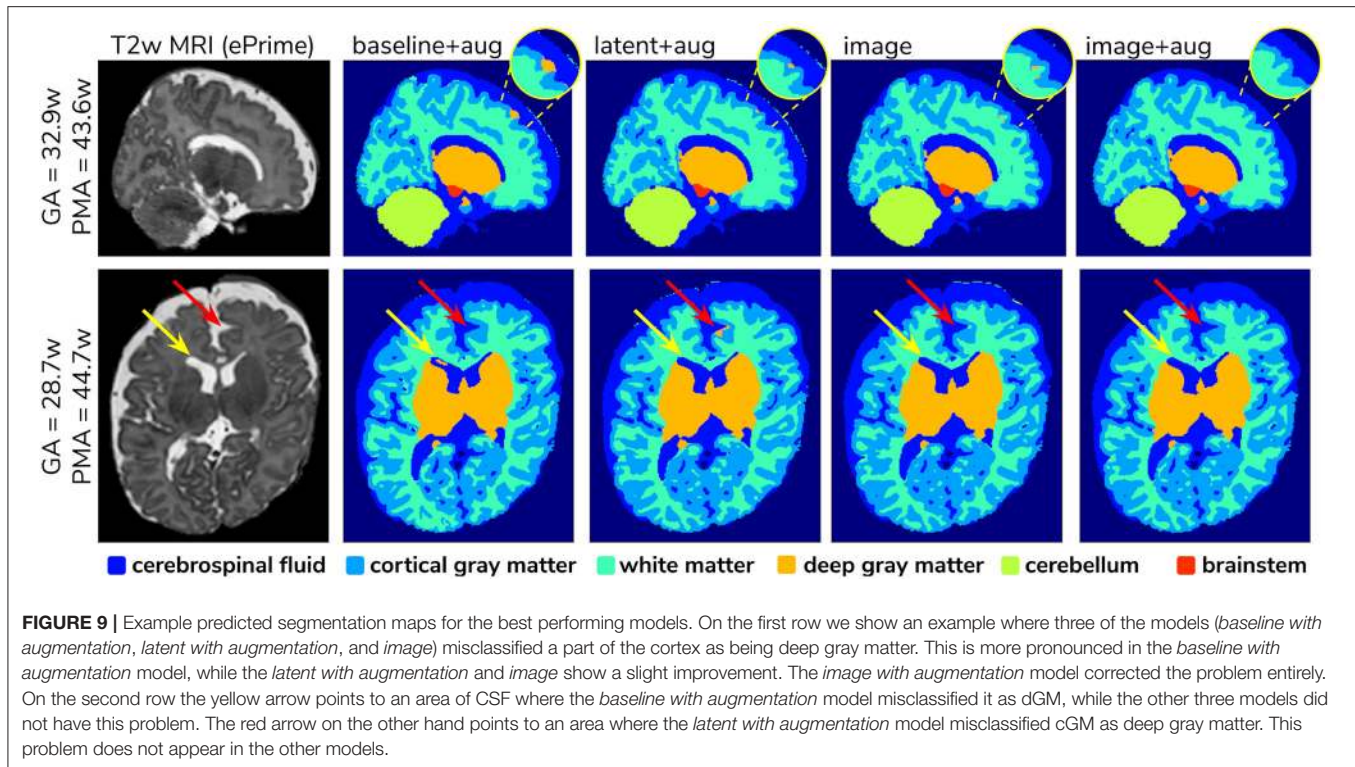 T2w MRI (ePrime) baseline+aug latent+aug image image+aug
GA = 32.9w
PMA = 43.6w
GA = 28.7w
PMA = 44.7w
cerebrospinal fluid cortical gray matter white matter deep gray matter cerebellum brainstem
FIGURE 9 | Example predicted segmentation maps for the best performing models. On the first row we show an example where three of the models (baseline with
augmentation, latent with augmentation, and image) misclassified a part of the cortex as being deep gray matter. This is more pronounced in the baseline with
augmentation model, while the latent with augmentation and image show a slight improvement. The image with augmentation model corrected the problem entirely.
On the second row the yellow arrow points to an area of CSF where the baseline with augmentation model misclassified it as dGM, while the other three models did
not have this problem. The red arrow on the other hand points to an area where the latent with augmentation model misclassified cGM as deep gray matter. This
problem does not appear in the other models.